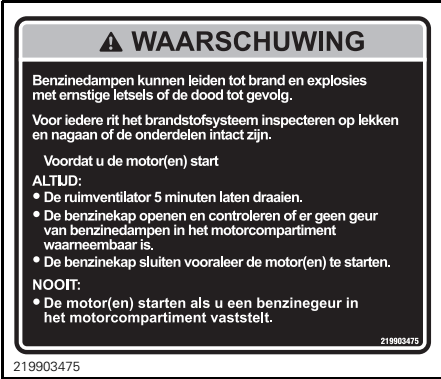 WAARSCHUWING
Benzinedampen kunnen leiden tot brand en explosies
met ernstige letsels of de dood tot gevolg.
Voor iedere rit het brandstofsysteem inspecteren op lekken
en nagaan of de onderdelen intact zijn.
Voordat u de motor(en) start
ALTIJD:
• De ruimventilator 5 minuten laten draaien.
• De benzinekap openen en controleren of er geen geur
van benzinedampen in het motorcompartiment
waarneembaar is.
• De benzinekap sluiten vooraleer de motor(en) te starten.
NOOIT:
• De motor(en) starten als u een benzinegeur in
het motorcompartiment vaststelt.
219903475
219903475